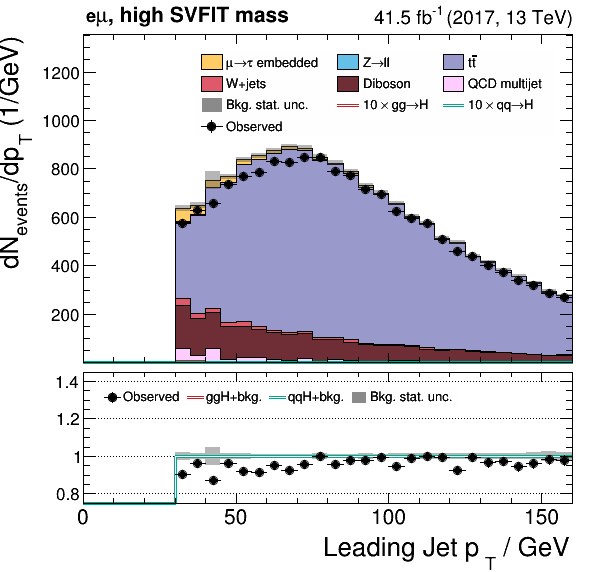 eμ, high SVFIT mass 41.5 fb⁻¹ (2017, 13 TeV)
dN_events/dp_T (1/GeV)
1200
1000
800
600
400
200
μ→τ embedded Z→ll tt̄
W+jets Diboson QCD multijet
Bkg. stat. unc. 10 × gg→H 10 × qq→H
Observed
1.4
1.2
1
0.8
Observed ggH+bkg. qqH+bkg. Bkg. stat. unc.
0 50 100 150
Leading Jet p_T / GeV